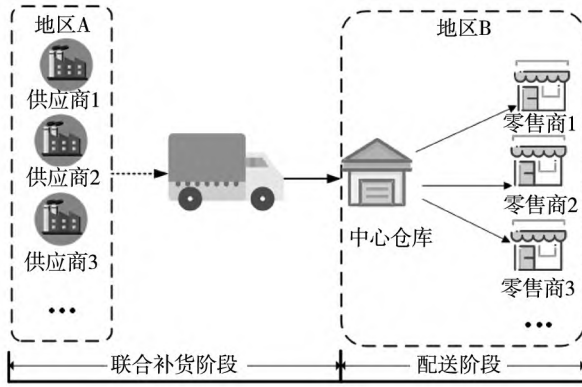 地区A
供应商1
供应商2
供应商3
•••
地区B
零售商1
零售商2
零售商3
•••
中心仓库
联合补货阶段
配送阶段